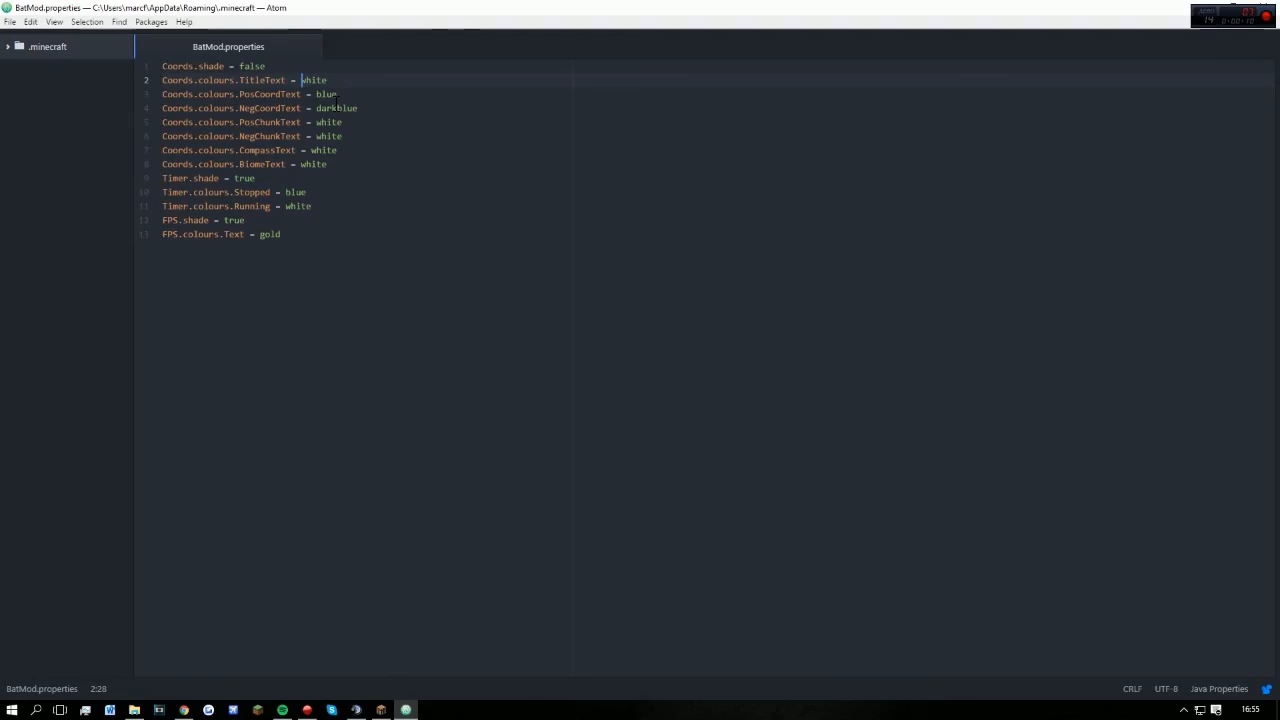 BatMod.properties — C:\Users\marcf\AppData\Roaming\.minecraft — Atom
File Edit View Selection Find Packages Help
.minecraft
BatMod.properties
1 Coords.shade = false
2 Coords.colours.TitleText = white
3 Coords.colours.PosCoordText = blue
4 Coords.colours.NegCoordText = darkblue
5 Coords.colours.PosChunkText = white
6 Coords.colours.NegChunkText = white
7 Coords.colours.CompassText = white
8 Coords.colours.BiomeText = white
9 Timer.shade = true
10 Timer.colours.Stopped = blue
11 Timer.colours.Running = white
12 FPS.shade = true
13 FPS.colours.Text = gold
BatMod.properties 2:28 CRLF UTF-8 Java Properties
16:55